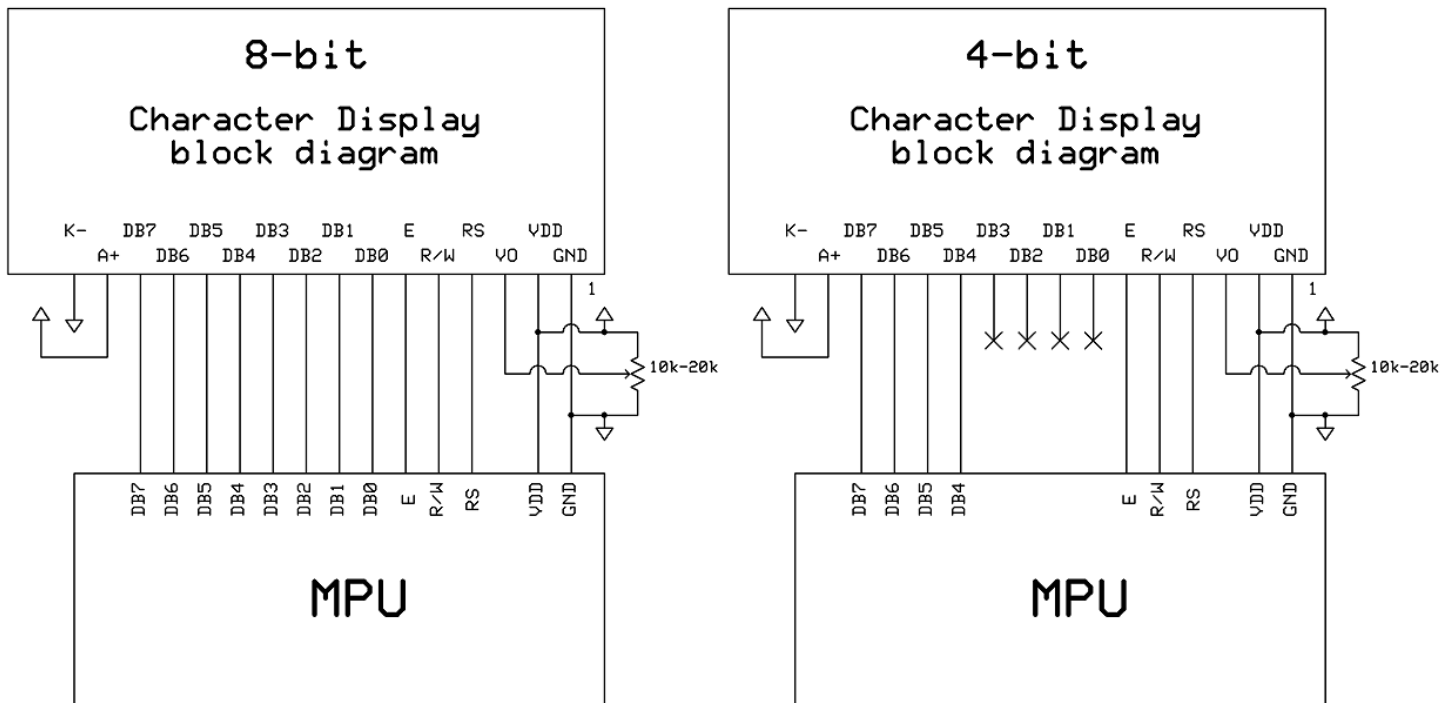 8-bit
Character Display
block diagram
K- DB7 DB5 DB3 DB1 E RS VDD
A+ DB6 DB4 DB2 DB0 R/W VO GND
1
10k-20k
DB7 DB6 DB5 DB4 DB3 DB2 DB1 DB0 E R/W RS VDD GND
MPU
4-bit
Character Display
block diagram
K- DB7 DB5 DB3 DB1 E RS VDD
A+ DB6 DB4 DB2 DB0 R/W VO GND
1
10k-20k
DB7 DB6 DB5 DB4 E R/W RS VDD GND
MPU